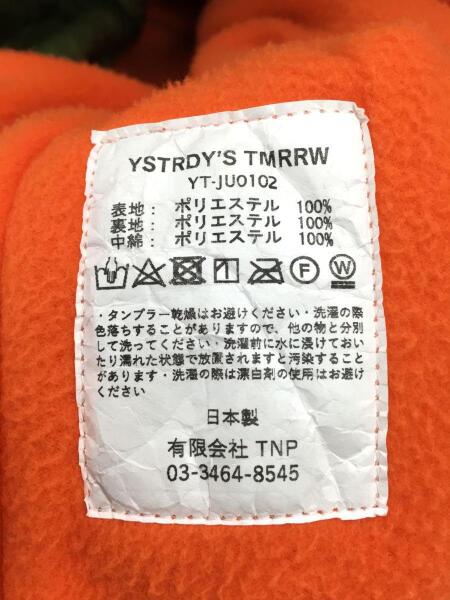 YSTRDY'S TMRRW
YT-JU0102
表地: ポリエステル 100%
裏地: ポリエステル 100%
中綿: ポリエステル 100%
F W
・タンブラー乾燥はお避けください・洗濯の際
色落ちすることがありますので、他の物と分別
して洗ってください・洗濯前に水に浸けてお
いたり濡れた状態で放置されますと汚染すること
があります・洗濯の際は漂白剤の使用はお避け
ください
日本製
有限会社 TNP
03-3464-8545